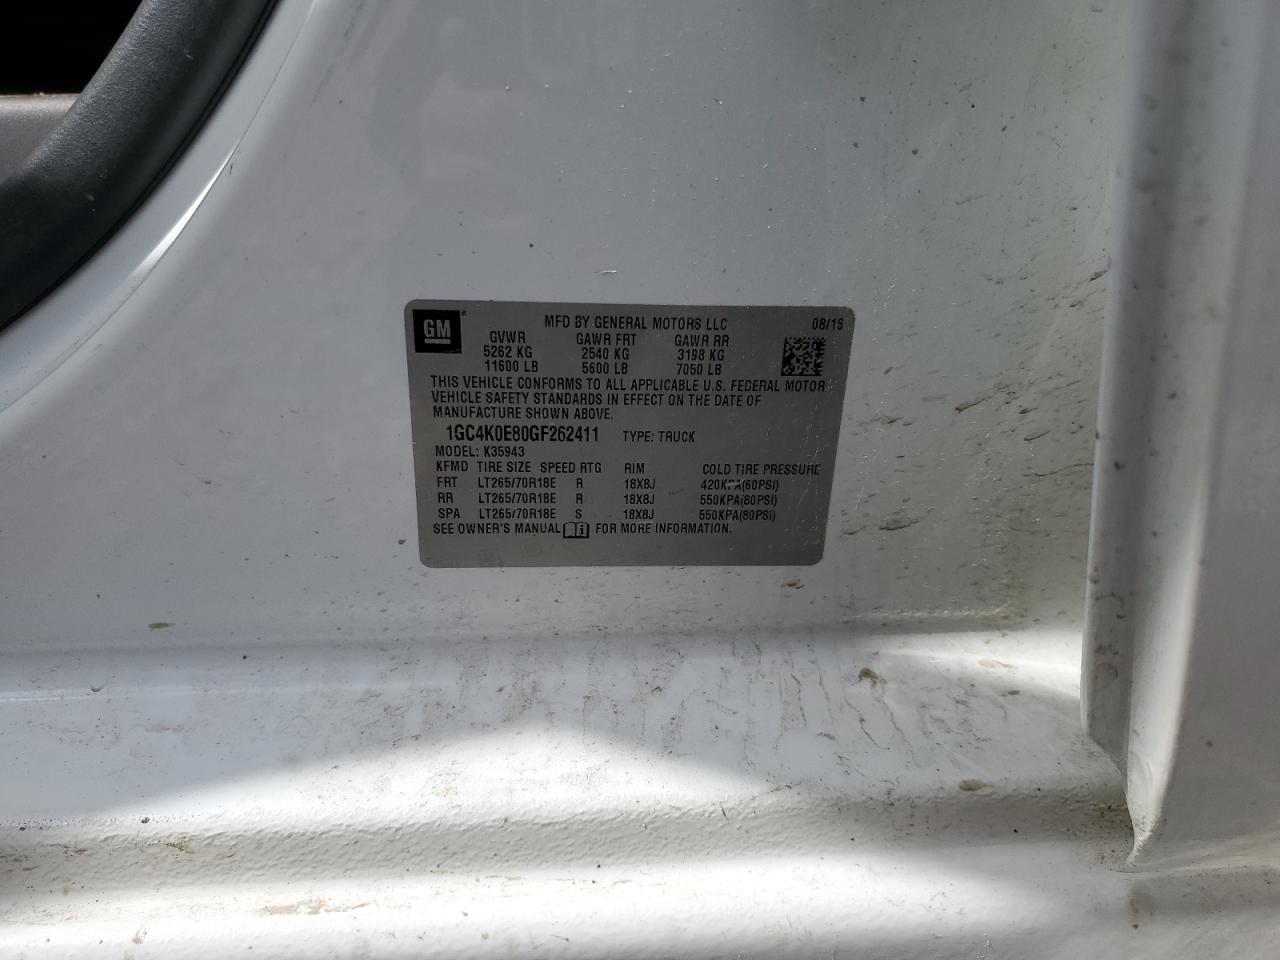 GM® MFD BY GENERAL MOTORS LLC 08/15
GVWR GAWR FRT GAWR RR
5262 KG 2540 KG 3198 KG
11600 LB 5600 LB 7050 LB
THIS VEHICLE CONFORMS TO ALL APPLICABLE U.S. FEDERAL MOTOR
VEHICLE SAFETY STANDARDS IN EFFECT ON THE DATE OF
MANUFACTURE SHOWN ABOVE.
1GC4K0E80GF262411 TYPE: TRUCK
MODEL: K35943
KFMD TIRE SIZE SPEED RTG RIM COLD TIRE PRESSURE
FRT LT265/70R18E R 18X8J 420KPA(60PSI)
RR LT265/70R18E R 18X8J 550KPA(80PSI)
SPA LT265/70R18E S 18X8J 550KPA(80PSI)
SEE OWNER'S MANUAL FOR MORE INFORMATION.